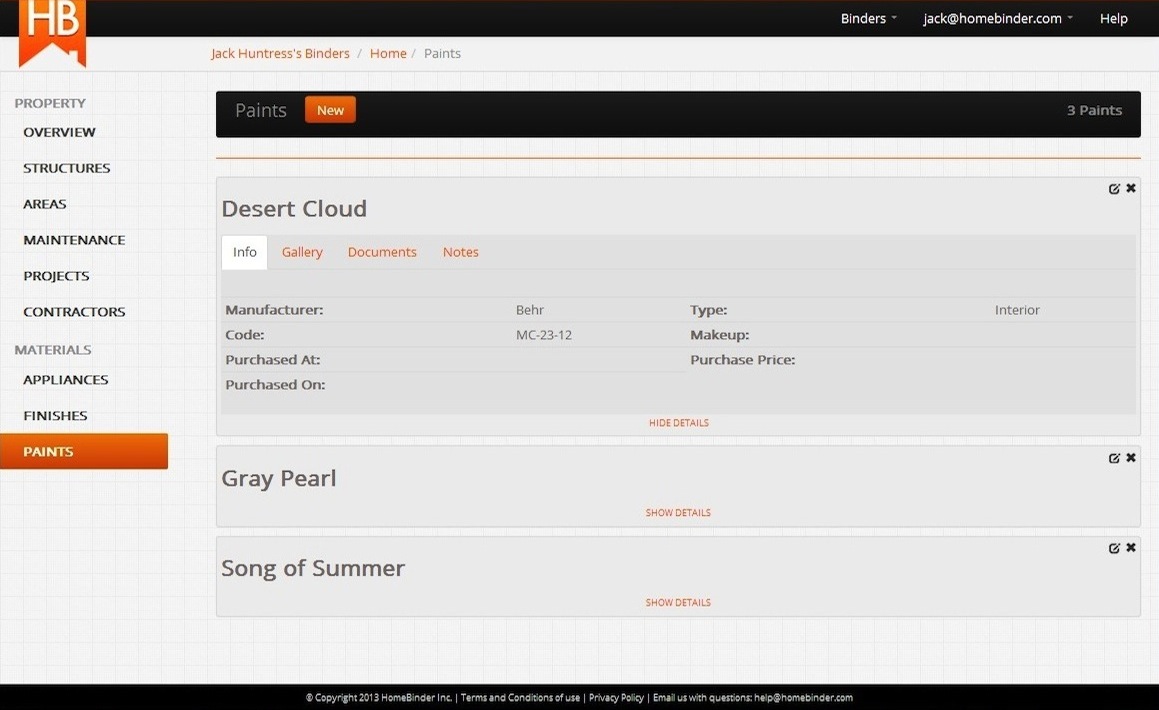 HB
Binders
jack@homebinder.com
Help
Jack Huntress's Binders / Home / Paints
PROPERTY
OVERVIEW
STRUCTURES
AREAS
MAINTENANCE
PROJECTS
CONTRACTORS
MATERIALS
APPLIANCES
FINISHES
PAINTS
Paints
New
3 Paints
Desert Cloud
Info Gallery Documents Notes
Manufacturer: Behr Type: Interior
Code: MC-23-12 Makeup:
Purchased At: Purchase Price:
Purchased On:
HIDE DETAILS
Gray Pearl
SHOW DETAILS
Song of Summer
SHOW DETAILS
© Copyright 2013 HomeBinder Inc. | Terms and Conditions of use | Privacy Policy | Email us with questions: help@homebinder.com